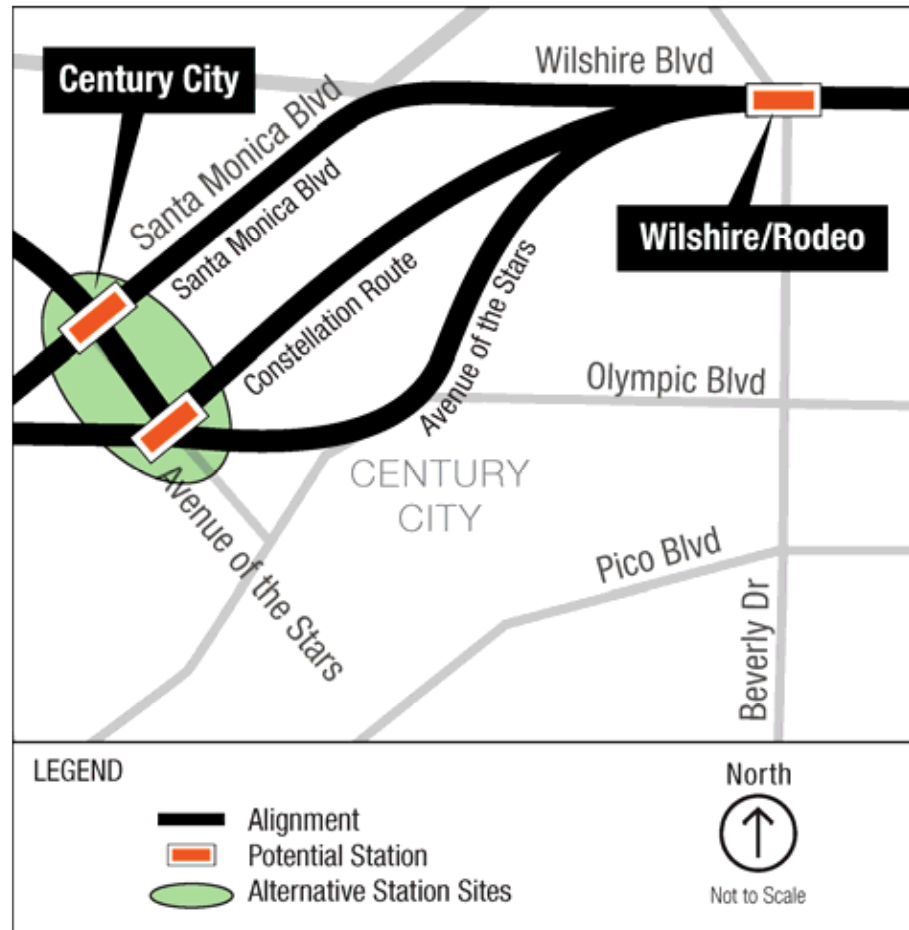 Century City
Wilshire Blvd
Santa Monica Blvd
Santa Monica Blvd
Wilshire/Rodeo
Constellation Route
Avenue of the Stars
Olympic Blvd
CENTURY
CITY
Avenue of the Stars
Pico Blvd
Beverly Dr
LEGEND
Alignment
Potential Station
Alternative Station Sites
North
Not to Scale